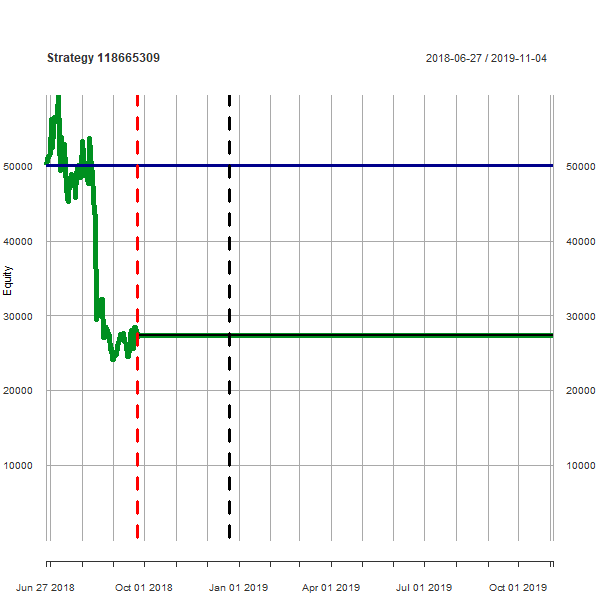 Strategy 118665309 2018-06-27 / 2019-11-04
50000 50000
40000 40000
Equity
30000 30000
20000 20000
10000 10000
Jun 27 2018 Oct 01 2018 Jan 01 2019 Apr 01 2019 Jul 01 2019 Oct 01 2019